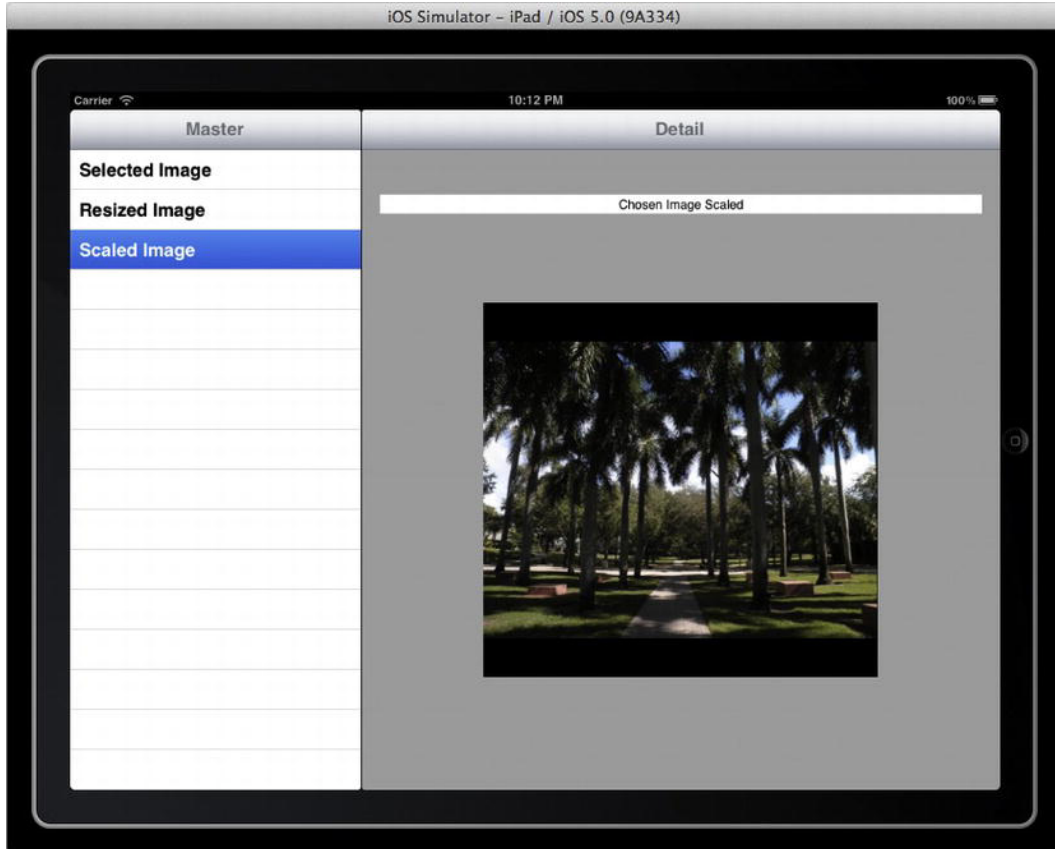 iOS Simulator – iPad / iOS 5.0 (9A334)
Carrier 10:12 PM 100%
Master Detail
Selected Image
Resized Image
Scaled Image
Chosen Image Scaled